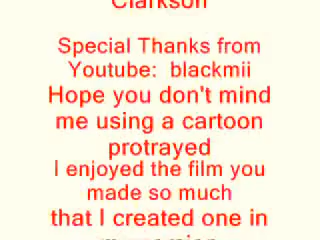 Clarkson
Special Thanks from
Youtube: blackmii
Hope you don't mind
me using a cartoon
protrayed
I enjoyed the film you
made so much
that I created one in